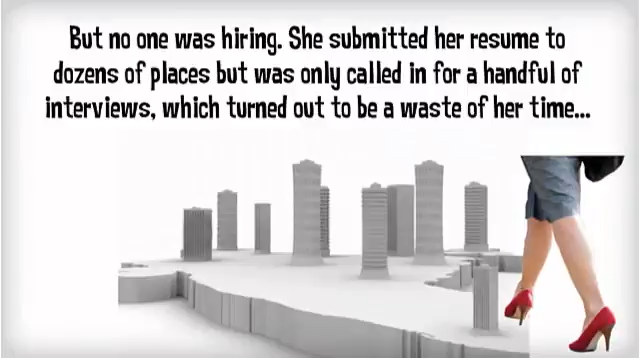 But no one was hiring. She submitted her resume to
dozens of places but was only called in for a handful of
interviews, which turned out to be a waste of her time...